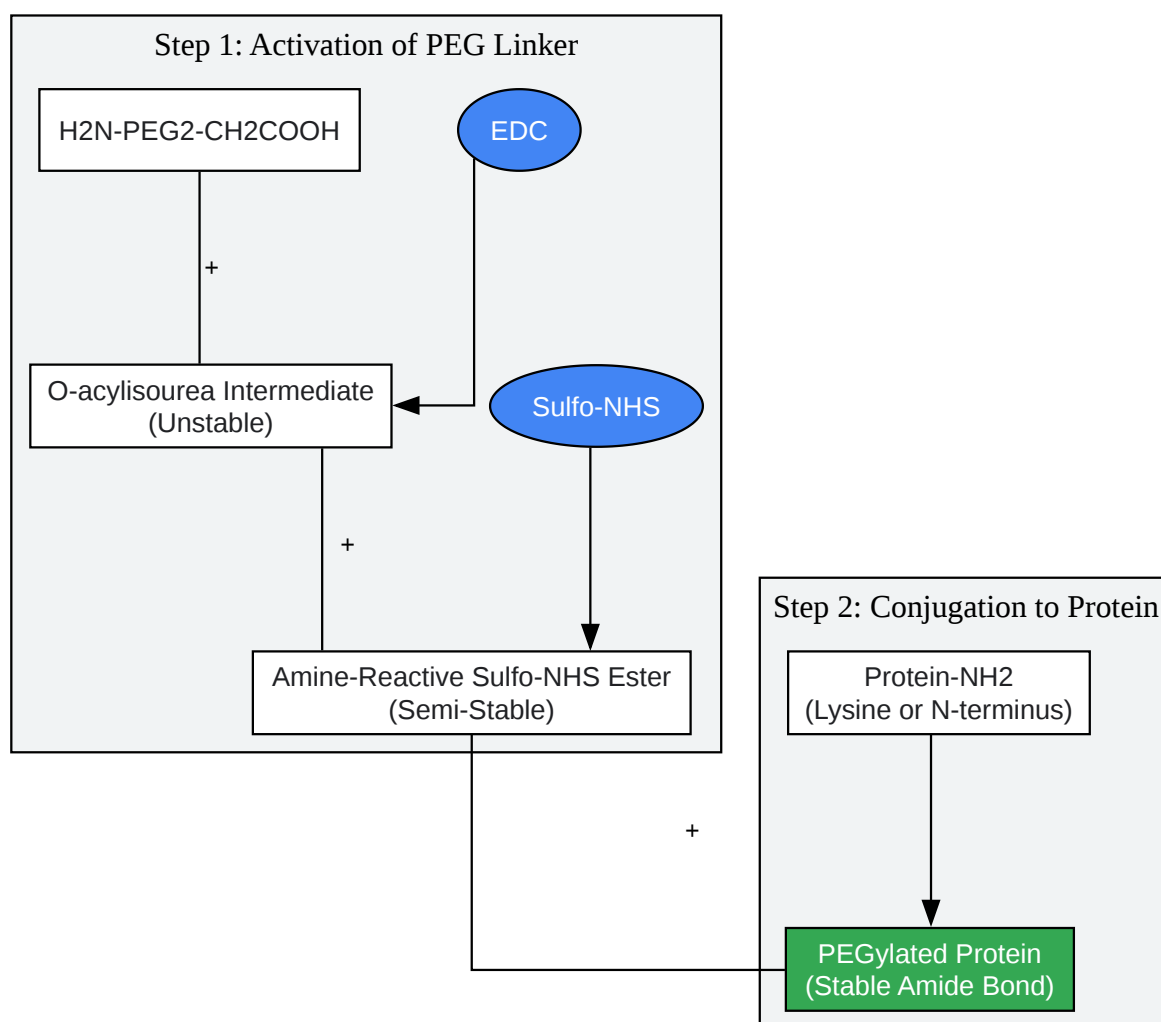 Step 1: Activation of PEG Linker
H2N-PEG2-CH2COOH
EDC
+
O-acylisourea Intermediate
(Unstable)
Sulfo-NHS
+
Step 2: Conjugation to Protein
Amine-Reactive Sulfo-NHS Ester
(Semi-Stable)
Protein-NH2
(Lysine or N-terminus)
+
PEGylated Protein
(Stable Amide Bond)